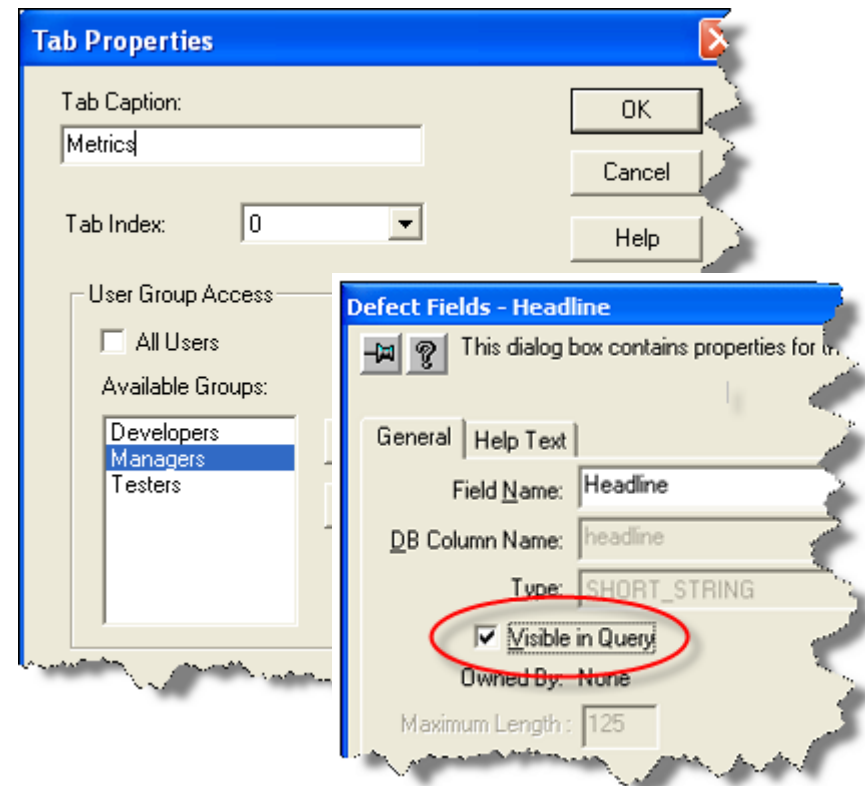 Tab Properties
Tab Caption:
OK
Metrics
Cancel
Tab Index:
0
Help
User Group Access
All Users
Available Groups:
Developers
Managers
Testers
Defect Fields - Headline
This dialog box contains properties for
General
Help Text
Field Name:
Headline
DB Column Name:
headline
Type:
SHORT_STRING
Visible in Query
Owned By:
None
Maximum Length :
125